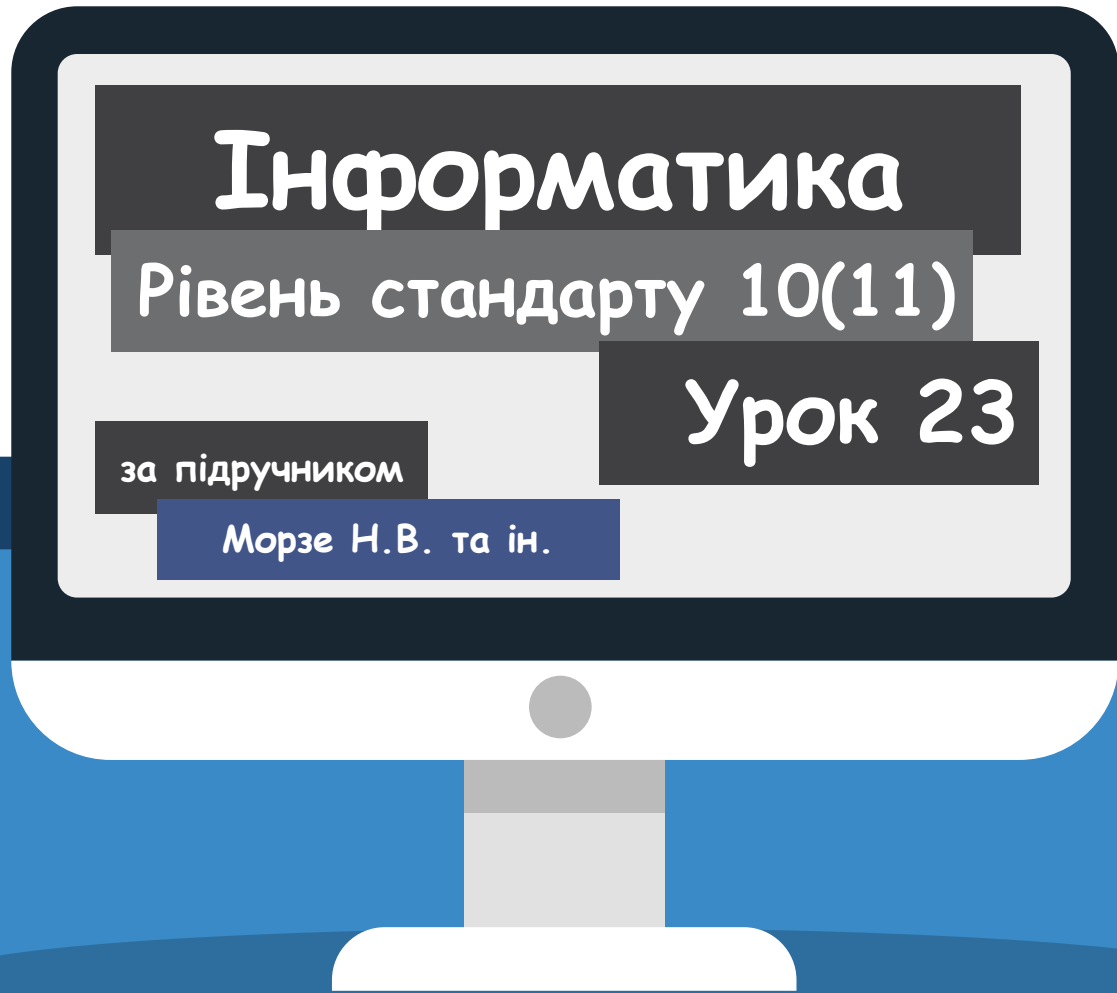 Інформатика
Рівень стандарту 10(11)
Урок 23
за підручником
Морзе Н.В. та ін.